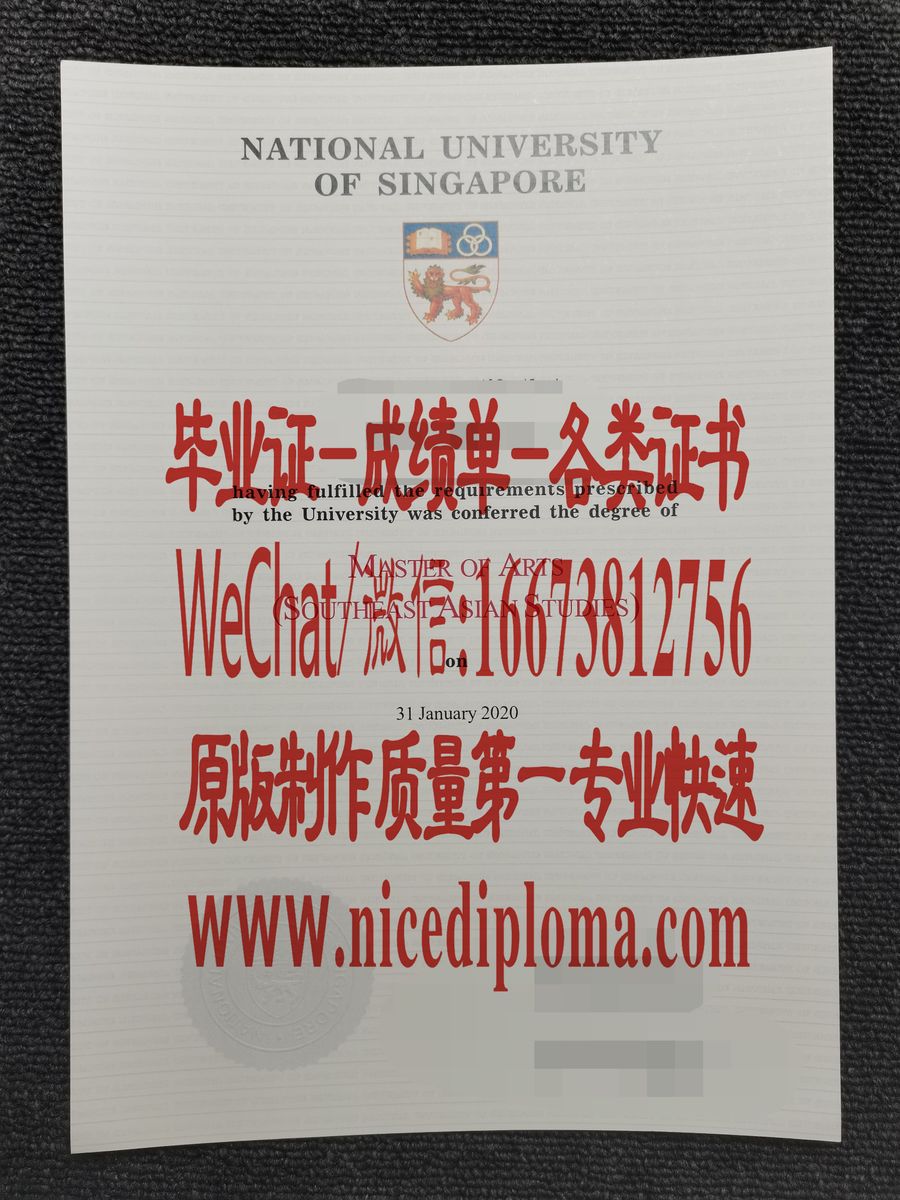 NATIONAL UNIVERSITY
OF SINGAPORE
毕业证一成绩单一各类证书
having fulfilled the requirements prescribed
by the University was conferred the degree of
MASTER OF ARTS
(SOUTHEAST ASIAN STUDIES)
WeChat/微信:16673812756
on
31 January 2020
原版制作质量第一专业快速
www.nicediploma.com